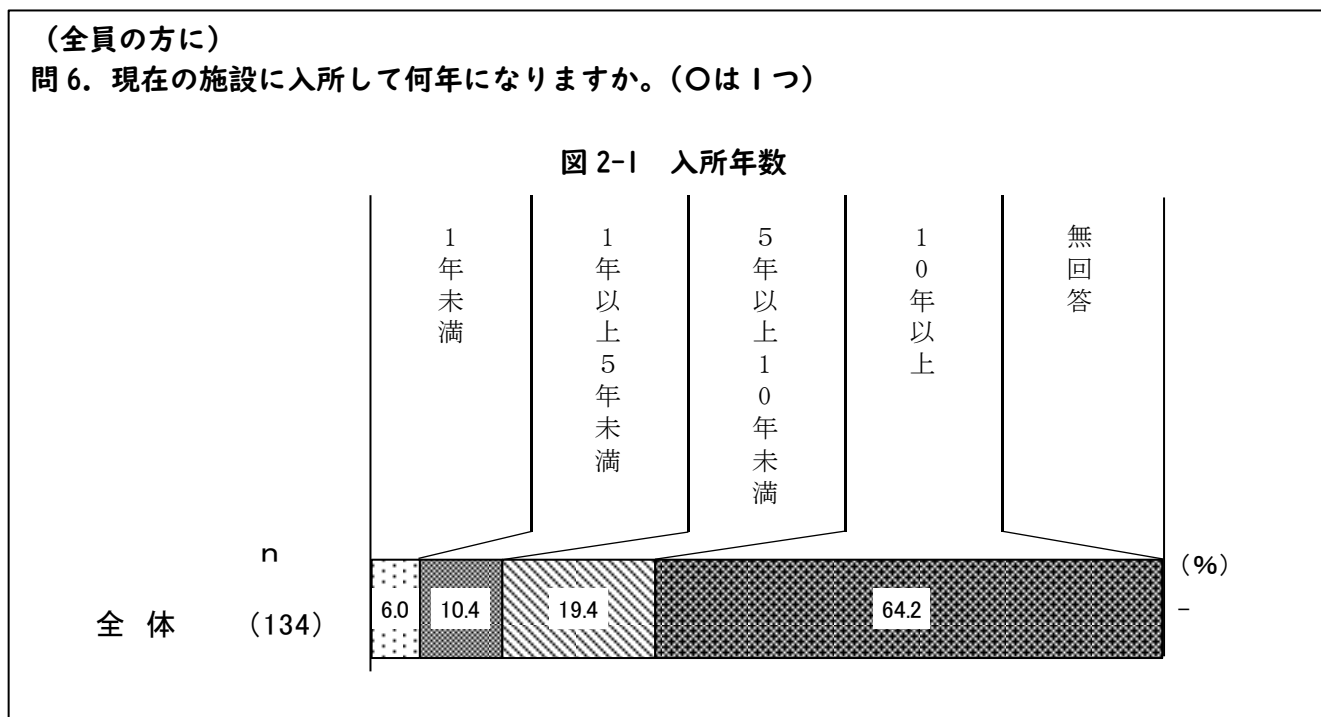 (全員の方に)
問6．現在の施設に入所して何年になりますか。(〇は1つ)
図2-1　入所年数
1年未満
1年以上5年未満
5年以上10年未満
10年以上
無回答
n
(%)
全 体 (134)
6.0 10.4 19.4 64.2 -